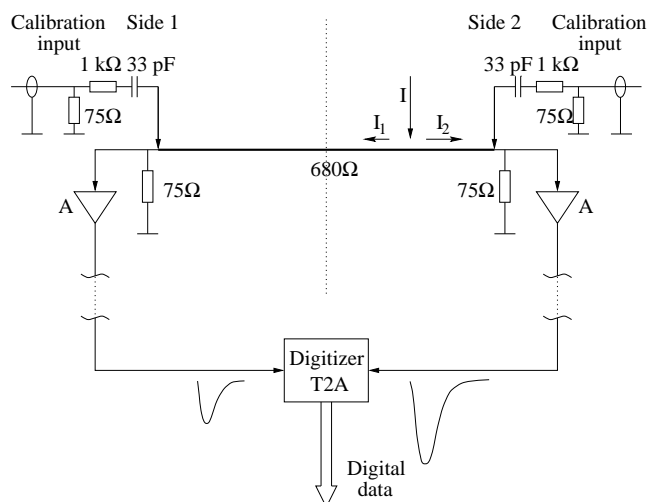 Calibration
input
Side 1
Side 2
Calibration
input
1 kΩ
33 pF
33 pF
1 kΩ
75Ω
75Ω
I
I1
I2
680Ω
75Ω
75Ω
A
A
Digitizer
T2A
Digital
data